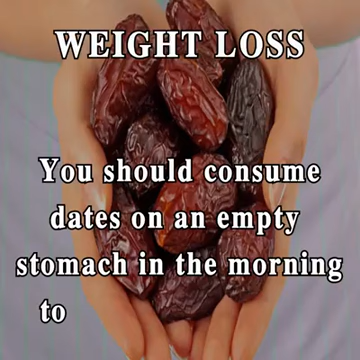 WEIGHT LOSS
You should consume
dates on an empty
stomach in the morning
to